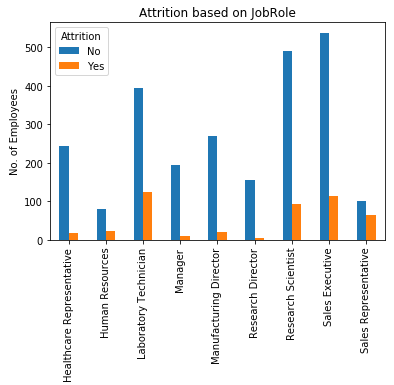 Attrition based on JobRole
Attrition
No
Yes
No. of Employees
500
400
300
200
100
0
Healthcare Representative
Human Resources
Laboratory Technician
Manager
Manufacturing Director
Research Director
Research Scientist
Sales Executive
Sales Representative